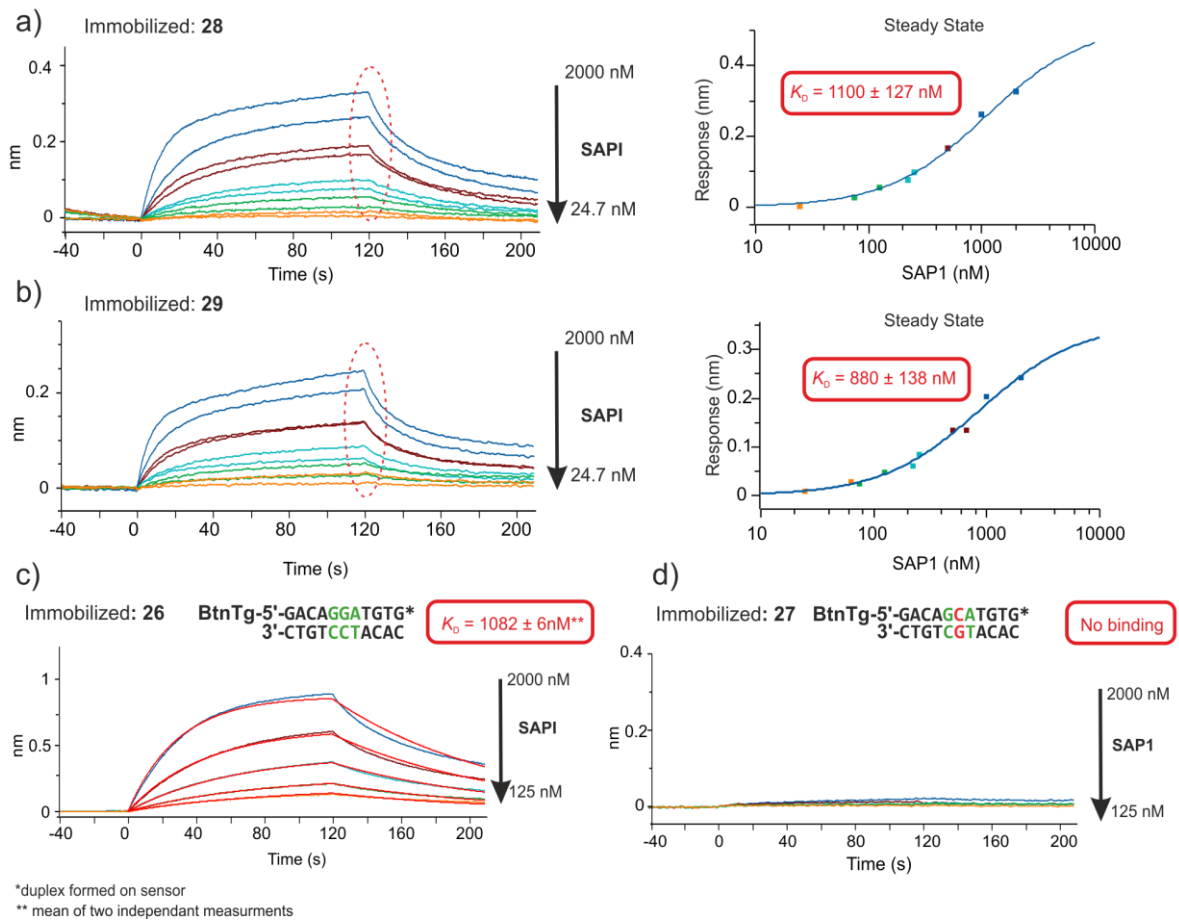 a)
Immobilized: 28
0.4
0.2
0
nm
-40 0 40 80 120 160 200
Time (s)
2000 nM
SAPI
24.7 nM
Steady State
KD = 1100 ± 127 nM
0.4
0.2
0
Response (nm)
10 100 1000 10000
SAP1 (nM)
b)
Immobilized: 29
0.2
0
nm
-40 0 40 80 120 160 200
Time (s)
2000 nM
SAPI
24.7 nM
Steady State
KD = 880 ± 138 nM
0.3
0.2
0.1
0
Response (nm)
10 100 1000 10000
SAP1 (nM)
c)
Immobilized: 26
BtnTg-5'-GACAGGATGTG*
3'-CTGTCCTACAC
KD = 1082 ± 6nM**
1
0.5
0
nm
-40 0 40 80 120 160 200
Time (s)
2000 nM
SAPI
125 nM
d)
Immobilized: 27
BtnTg-5'-GACAGCATGTG*
3'-CTGTCGTACAC
No binding
0.4
0.2
0
nm
-40 0 40 80 120 160 200
Time (s)
2000 nM
SAP1
125 nM
*duplex formed on sensor
** mean of two independant measurments